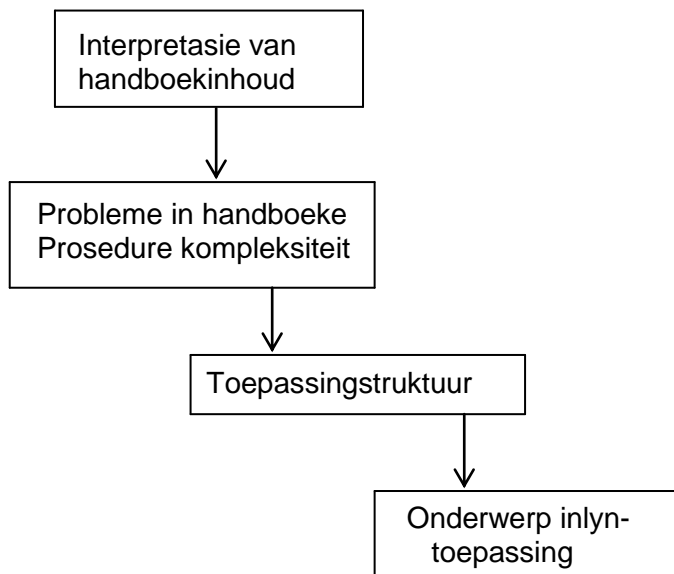 Interpretasie van
handboekinhoud
Probleme in handboeke
Prosedure kompleksiteit
Toepassingstruktuur
Onderwerp inlyn-
toepassing